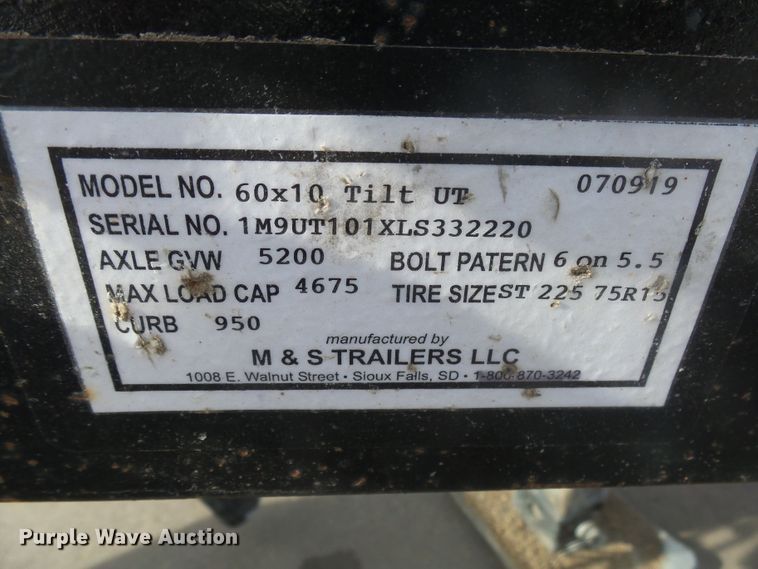 MODEL NO. 60x10 Tilt UT 070919
SERIAL NO. 1M9UT101XLS332220
AXLE GVW 5200 BOLT PATERN 6 on 5.5
MAX LOAD CAP 4675 TIRE SIZE ST 225 75R15
CURB 950
manufactured by
M & S TRAILERS LLC
1008 E. Walnut Street • Sioux Falls, SD • 1-800-870-3242
Purple Wave Auction